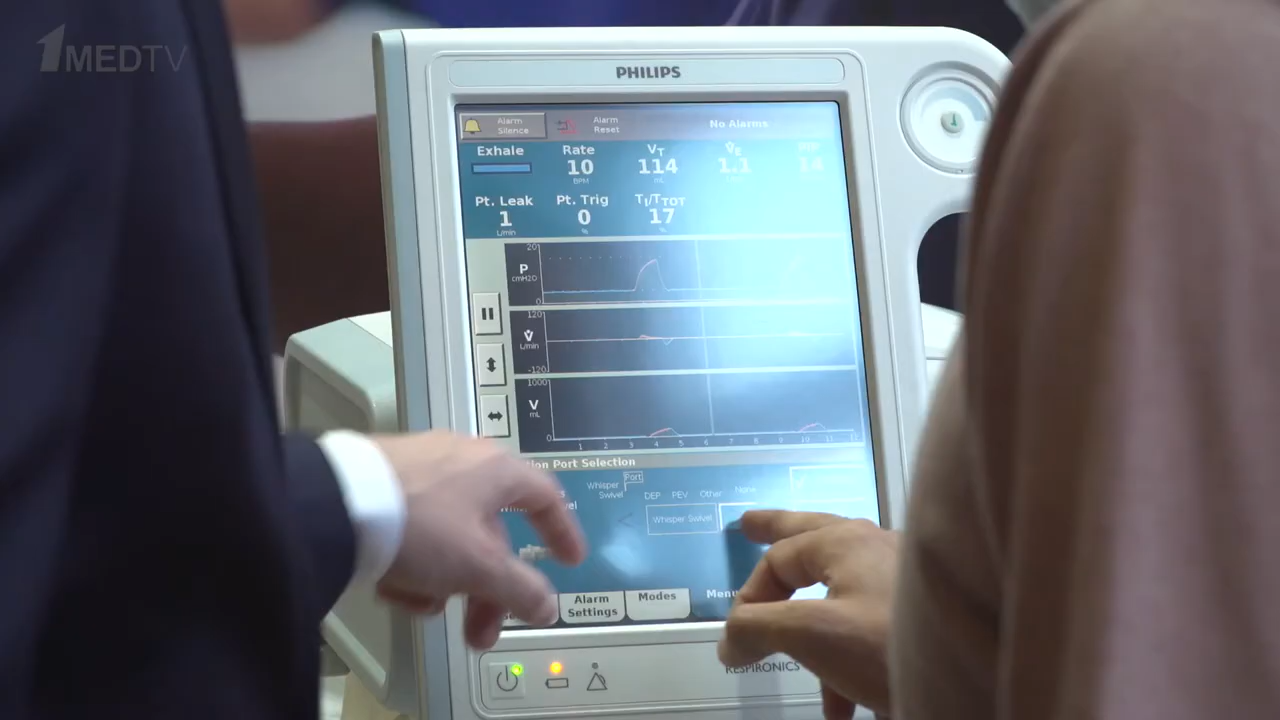 1MEDTV
PHILIPS
Alarm Silence
Alarm Reset
No Alarms
Exhale
Rate
10
BPM
VT
114
mL
V̇E
1.1
14
Pt. Leak
1
L/min
Pt. Trig
0
%
TI/TTOT
17
%
20
P
cmH2O
0
120
V̇
L/min
-120
1000
V
mL
0
1 2 3 4 5 6 7 8 9 10 11 12
tion Port Selection
Whisper Swivel
Port
DEP PEV Other None
Whisper Swivel
Alarm Settings
Modes
Menu
RESPIRONICS